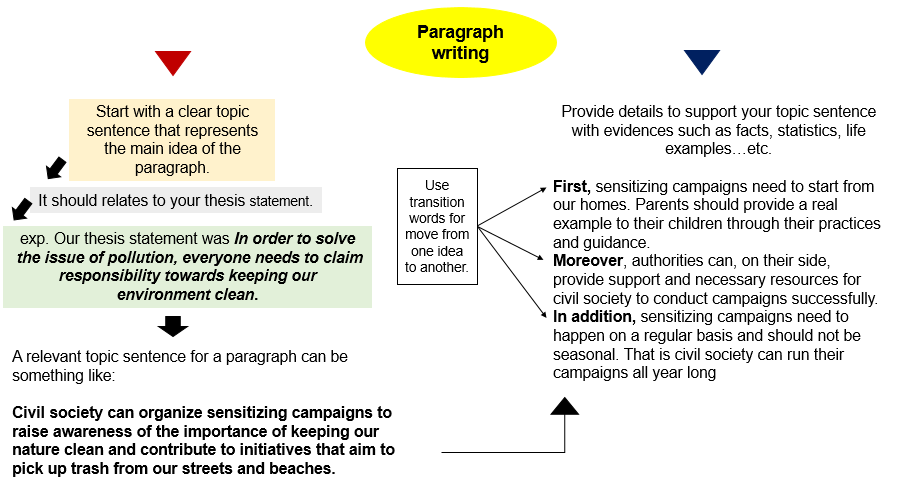 Paragraph
writing
Start with a clear topic
sentence that represents
the main idea of the
paragraph.
It should relates to your thesis statement.
exp. Our thesis statement was In order to solve
the issue of pollution, everyone needs to claim
responsibility towards keeping our
environment clean.
A relevant topic sentence for a paragraph can be
something like:
Civil society can organize sensitizing campaigns to
raise awareness of the importance of keeping our
nature clean and contribute to initiatives that aim to
pick up trash from our streets and beaches.
Use
transition
words for
move from
one idea
to another.
Provide details to support your topic sentence
with evidences such as facts, statistics, life
examples…etc.
First, sensitizing campaigns need to start from
our homes. Parents should provide a real
example to their children through their practices
and guidance.
Moreover, authorities can, on their side,
provide support and necessary resources for
civil society to conduct campaigns successfully.
In addition, sensitizing campaigns need to
happen on a regular basis and should not be
seasonal. That is civil society can run their
campaigns all year long